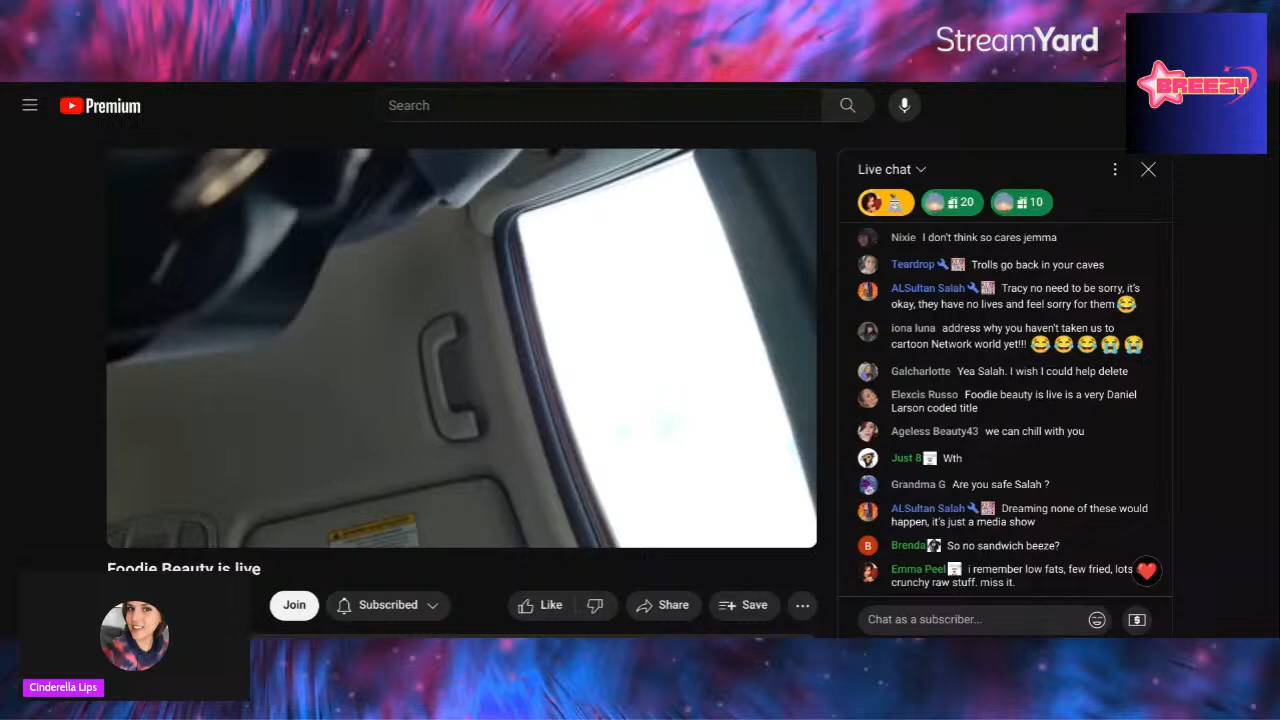 StreamYard
BREEZY
Premium
Search
Live chat
20
10
Nixie I don't think so cares jemma
Teardrop Trolls go back in your caves
ALSultan Salah Tracy no need to be sorry, it's
okay, they have no lives and feel sorry for them 😂
iona luna address why you haven't taken us to
cartoon Network world yet!!! 😂😂😂😭😭
Galcharlotte Yea Salah. I wish I could help delete
Elexcis Russo Foodie beauty is live is a very Daniel
Larson coded title
Ageless Beauty43 we can chill with you
Just 8 Wth
Grandma G Are you safe Salah ?
ALSultan Salah Dreaming none of these would
happen, it's just a media show
Brenda So no sandwich beeze?
Emma Peel i remember low fats, few fried, lots
crunchy raw stuff. miss it.
Chat as a subscriber...
Foodie Beauty is live
Join
Subscribed
Like
Share
Save
Cinderella Lips